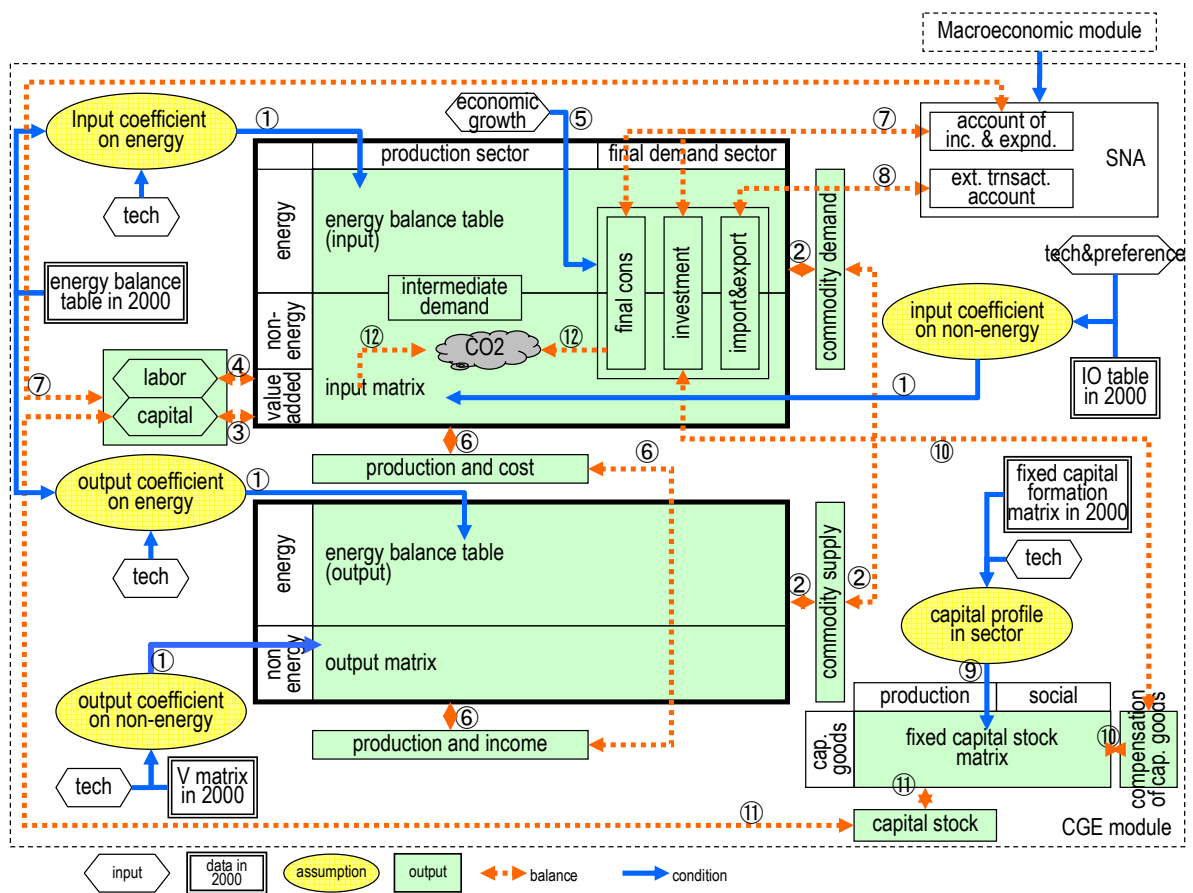 Macroeconomic module
Input coefficient
on energy
①
economic
growth
⑤
⑦
account of
inc. & expnd.
SNA
production sector
final demand sector
⑧
ext. trnsact.
account
tech
energy
energy balance table
(input)
②
commodity demand
tech&preference
energy balance
table in 2000
intermediate
demand
final cons
investment
import&export
input coefficient
on non-energy
non-
energy
⑫
CO2
⑫
labor
④
⑦
capital
③
value
added
input matrix
①
IO table
in 2000
⑥
production and cost
⑥
⑩
output coefficient
on energy
①
fixed capital
formation
matrix in 2000
energy
energy balance table
(output)
②
commodity supply
②
tech
tech
capital profile
in sector
non
energy
output matrix
①
output coefficient
on non-energy
⑨
⑥
production and income
production
social
cap.
goods
fixed capital stock
matrix
⑩
compensation
of cap. goods
tech
V matrix
in 2000
⑪
⑪
capital stock
CGE module
input
data in
2000
assumption
output
balance
condition